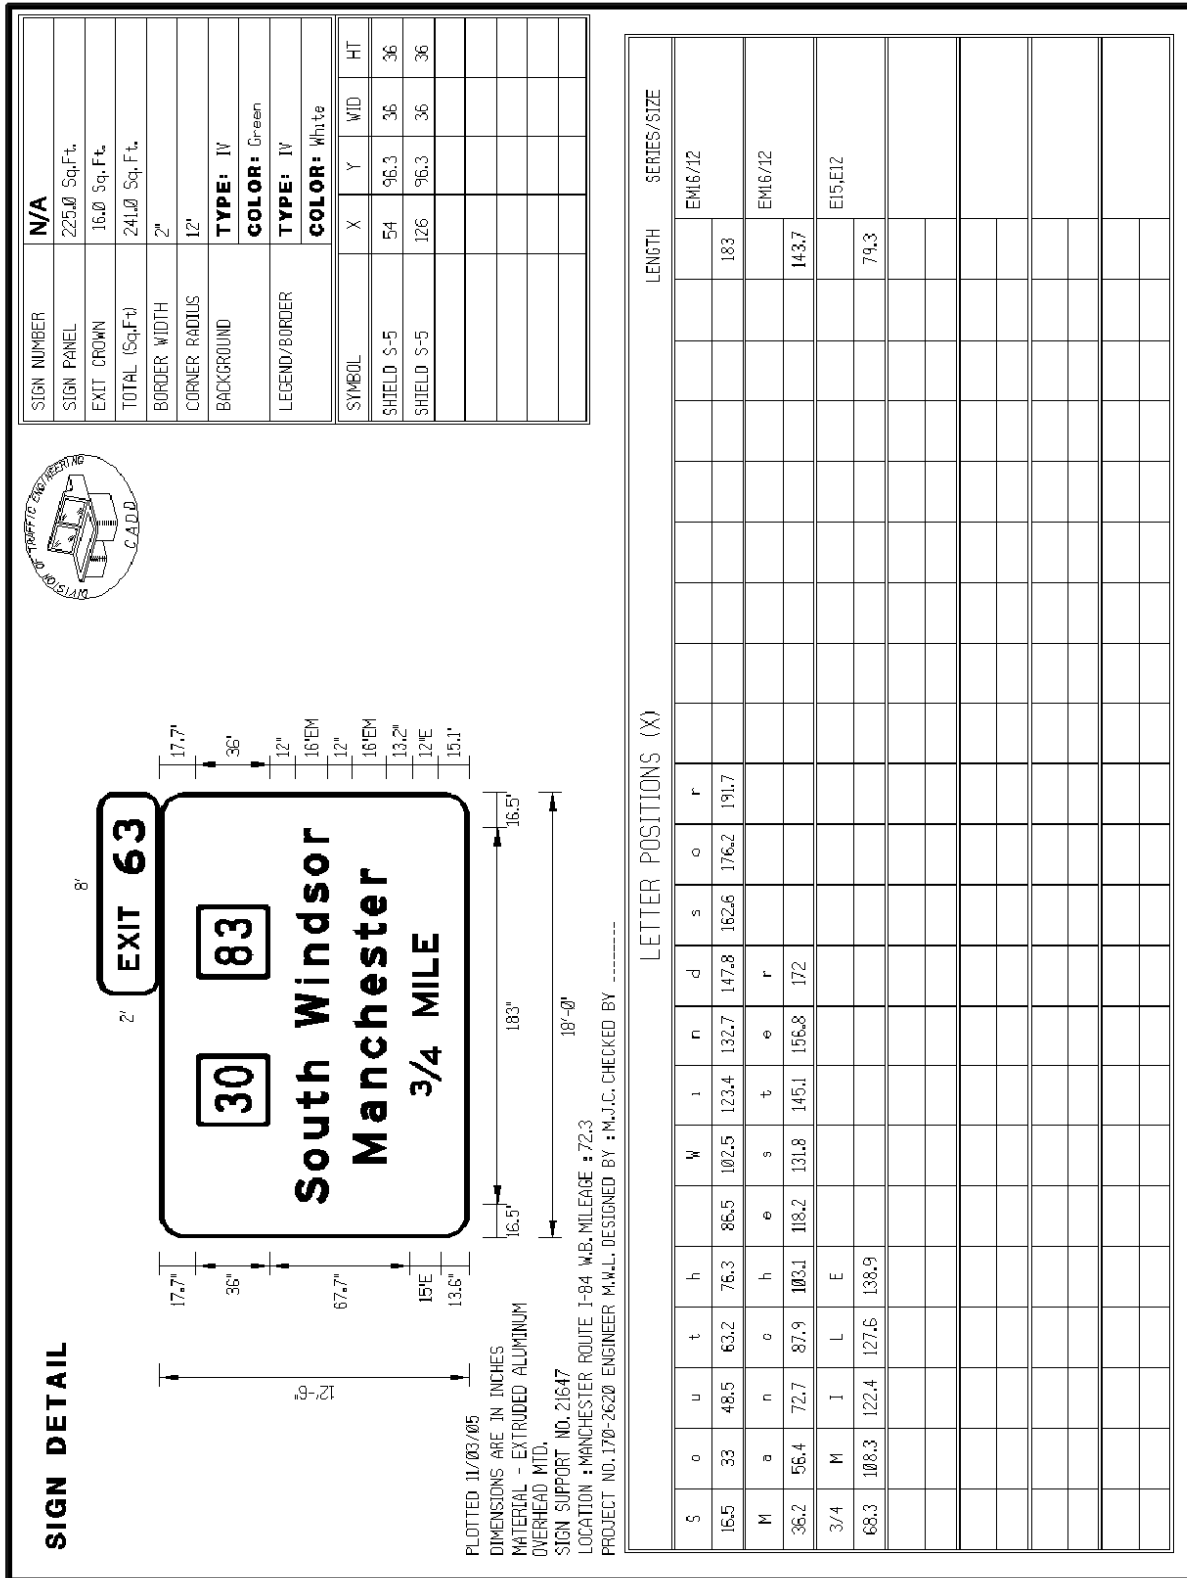 SIGN DETAIL
DIVISION OF TRAFFIC ENGINEERING
CADD
SIGN NUMBER N/A
SIGN PANEL 225.0 Sq.Ft.
EXIT CROWN 16.0 Sq.Ft.
TOTAL (Sq.Ft) 241.0 Sq.Ft.
BORDER WIDTH 2"
CORNER RADIUS 12"
BACKGROUND TYPE: IV
COLOR: Green
LEGEND/BORDER TYPE: IV
COLOR: White
SYMBOL X Y WID HT
SHIELD S-5 54 96.3 36 36
SHIELD S-5 126 96.3 36 36
8'
2'
EXIT 63
30 83
South Windsor
Manchester
3/4 MILE
12'-6"
17.7"
36"
67.7"
15"E
13.6"
17.7"
36"
12"
16"EM
12"
16"EM
13.2"
12"E
15.1"
16.5" 183" 16.5"
18'-0"
PLOTTED 11/03/05
DIMENSIONS ARE IN INCHES
MATERIAL - EXTRUDED ALUMINUM
OVERHEAD MTD.
SIGN SUPPORT NO. 21647
LOCATION : MANCHESTER ROUTE I-84 W.B. MILEAGE : 72.3
PROJECT NO. 170-2620 ENGINEER M.W.L. DESIGNED BY : M.J.C. CHECKED BY --------
LETTER POSITIONS (X) LENGTH SERIES/SIZE
S o u t h W i n d s o r EM16/12
16.5 33 48.5 63.2 76.3 86.5 102.5 123.4 132.7 147.8 162.6 176.2 191.7 183
M a n c h e s t e r EM16/12
36.2 56.4 72.7 87.9 103.1 118.2 131.8 145.1 156.8 172 143.7
3/4 M I L E E15,E12
68.3 108.3 122.4 127.6 138.9 79.3